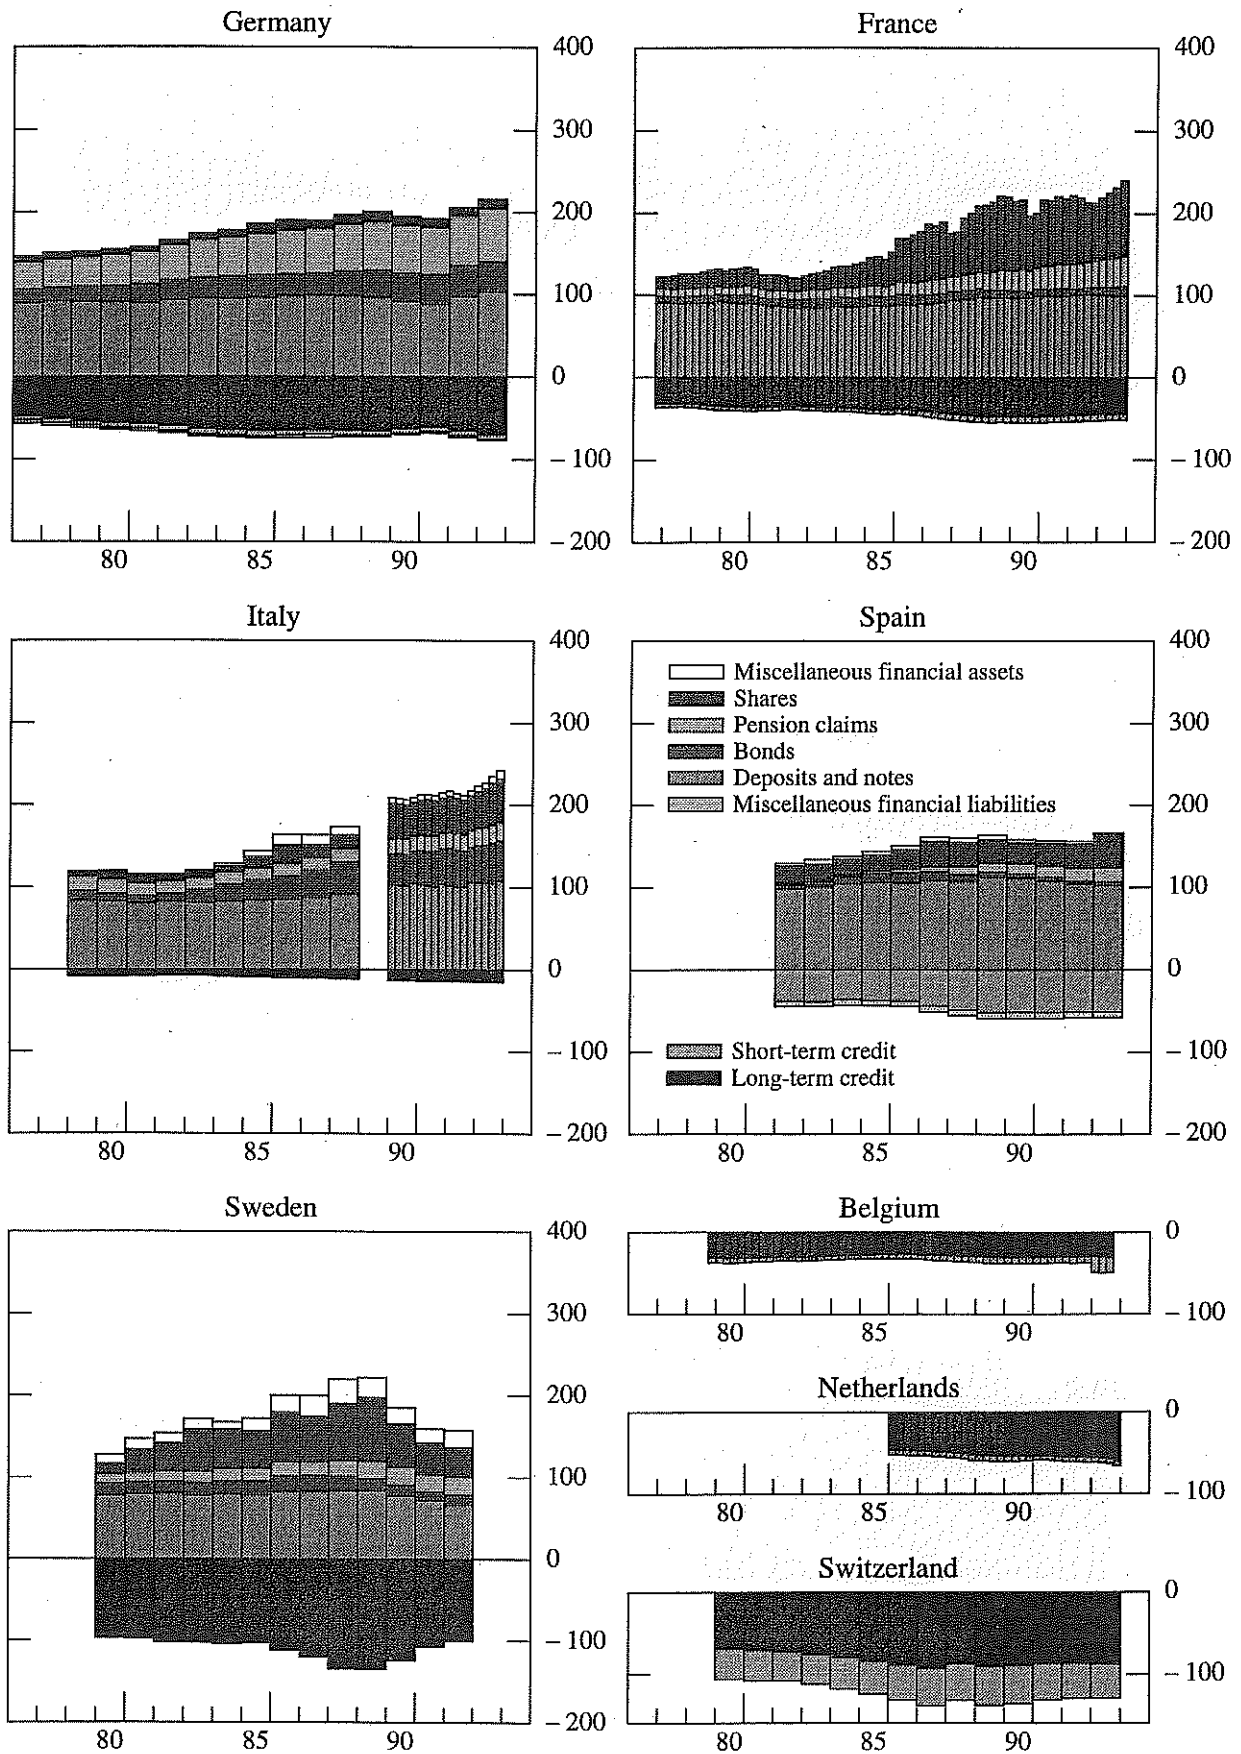 Germany
400
300
200
100
0
– 100
– 200
80 85 90
France
400
300
200
100
0
– 100
– 200
80 85 90
Italy
400
300
200
100
0
– 100
– 200
80 85 90
Spain
400
300
200
100
0
– 100
– 200
Miscellaneous financial assets
Shares
Pension claims
Bonds
Deposits and notes
Miscellaneous financial liabilities
Short-term credit
Long-term credit
80 85 90
Sweden
400
300
200
100
0
– 100
– 200
80 85 90
Belgium
0
– 100
80 85 90
Netherlands
0
– 100
80 85 90
Switzerland
0
– 100
– 200
80 85 90